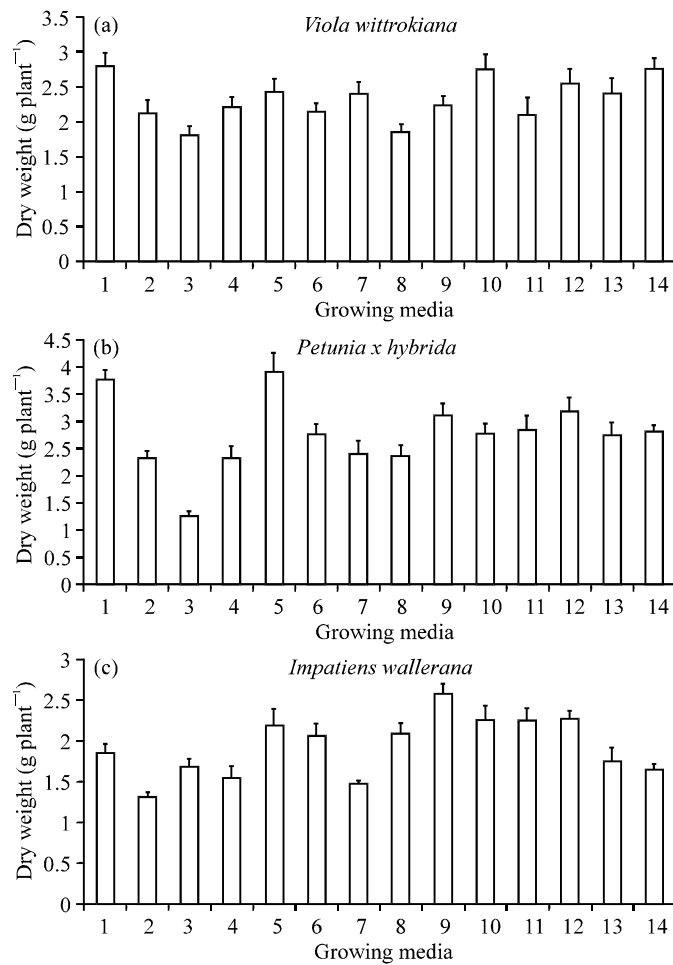 (a) Viola wittrokiana
Dry weight (g plant⁻¹)
3.5
3
2.5
2
1.5
1
0.5
0
1 2 3 4 5 6 7 8 9 10 11 12 13 14
Growing media
(b) Petunia x hybrida
Dry weight (g plant⁻¹)
4.5
4
3.5
3
2.5
2
1.5
1
0.5
0
1 2 3 4 5 6 7 8 9 10 11 12 13 14
Growing media
(c) Impatiens wallerana
Dry weight (g plant⁻¹)
3
2.5
2
1.5
1
0.5
0
1 2 3 4 5 6 7 8 9 10 11 12 13 14
Growing media